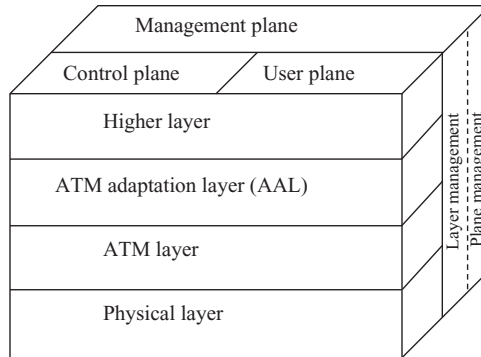 Management plane
Control plane
User plane
Higher layer
ATM adaptation layer (AAL)
ATM layer
Physical layer
Layer management
Plane management